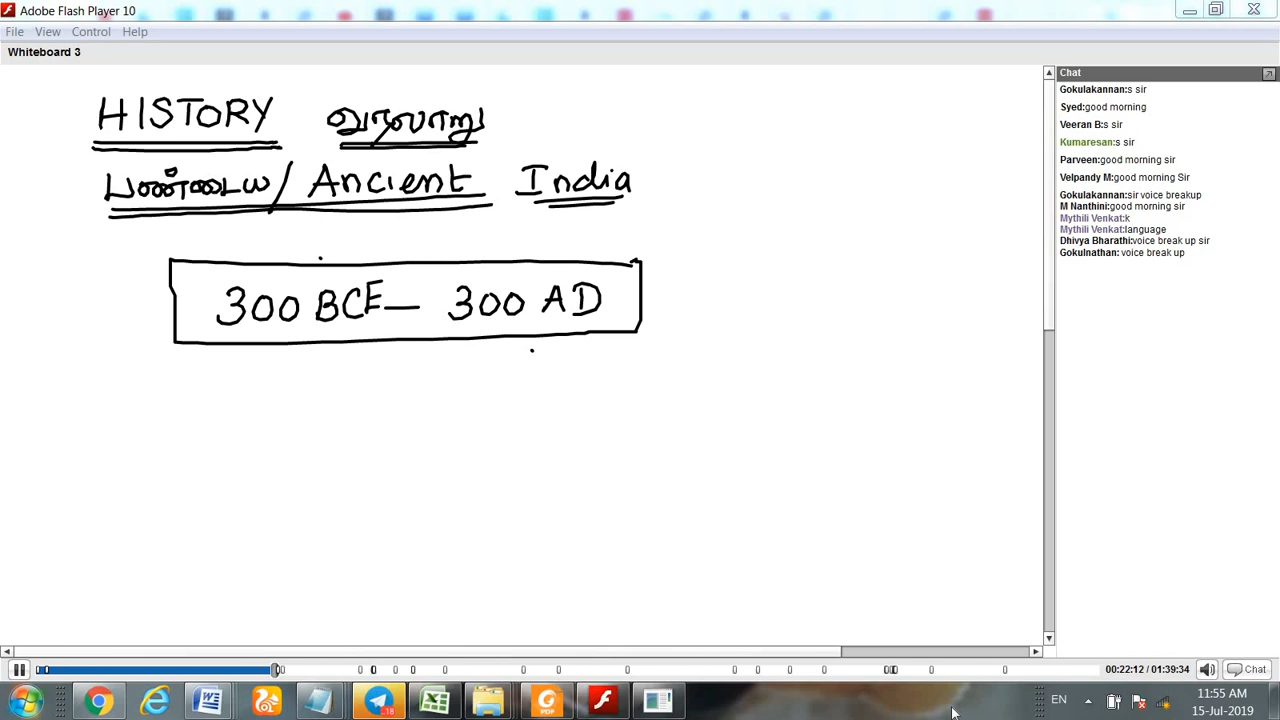 Adobe Flash Player 10
File View Control Help
Whiteboard 3
HISTORY வரலாறு
பண்டைய / Ancient India
300 BCE — 300 AD
Chat
Gokulakannan:s sir
Syed:good morning
Veeran B:s sir
Kumaresan:s sir
Parveen:good morning sir
Velpandy M:good morning Sir
Gokulakannan:sir voice breakup
M Nanthini:good morning sir
Mythili Venkat:k
Mythili Venkat:language
Dhivya Bharathi:voice break up sir
Gokulnathan: voice break up
00:22:12 / 01:39:34 Chat
18
PDF
EN
11:55 AM
15-Jul-2019